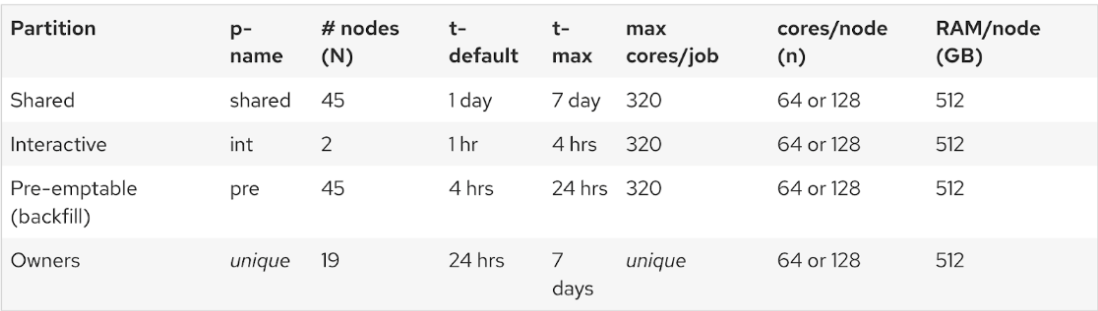 Partition p-name # nodes (N) t-default t-max max cores/job cores/node (n) RAM/node (GB)
Shared shared 45 1 day 7 day 320 64 or 128 512
Interactive int 2 1 hr 4 hrs 320 64 or 128 512
Pre-emptable (backfill) pre 45 4 hrs 24 hrs 320 64 or 128 512
Owners unique 19 24 hrs 7 days unique 64 or 128 512